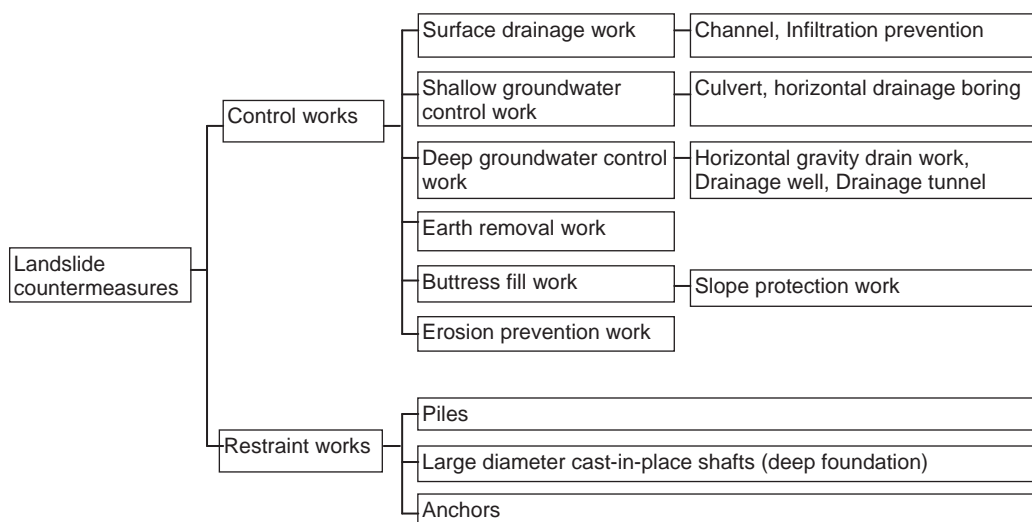 Surface drainage work
Channel, Infiltration prevention
Shallow groundwater
control work
Culvert, horizontal drainage boring
Control works
Deep groundwater control
work
Horizontal gravity drain work,
Drainage well, Drainage tunnel
Earth removal work
Landslide
countermeasures
Buttress fill work
Slope protection work
Erosion prevention work
Piles
Restraint works
Large diameter cast-in-place shafts (deep foundation)
Anchors